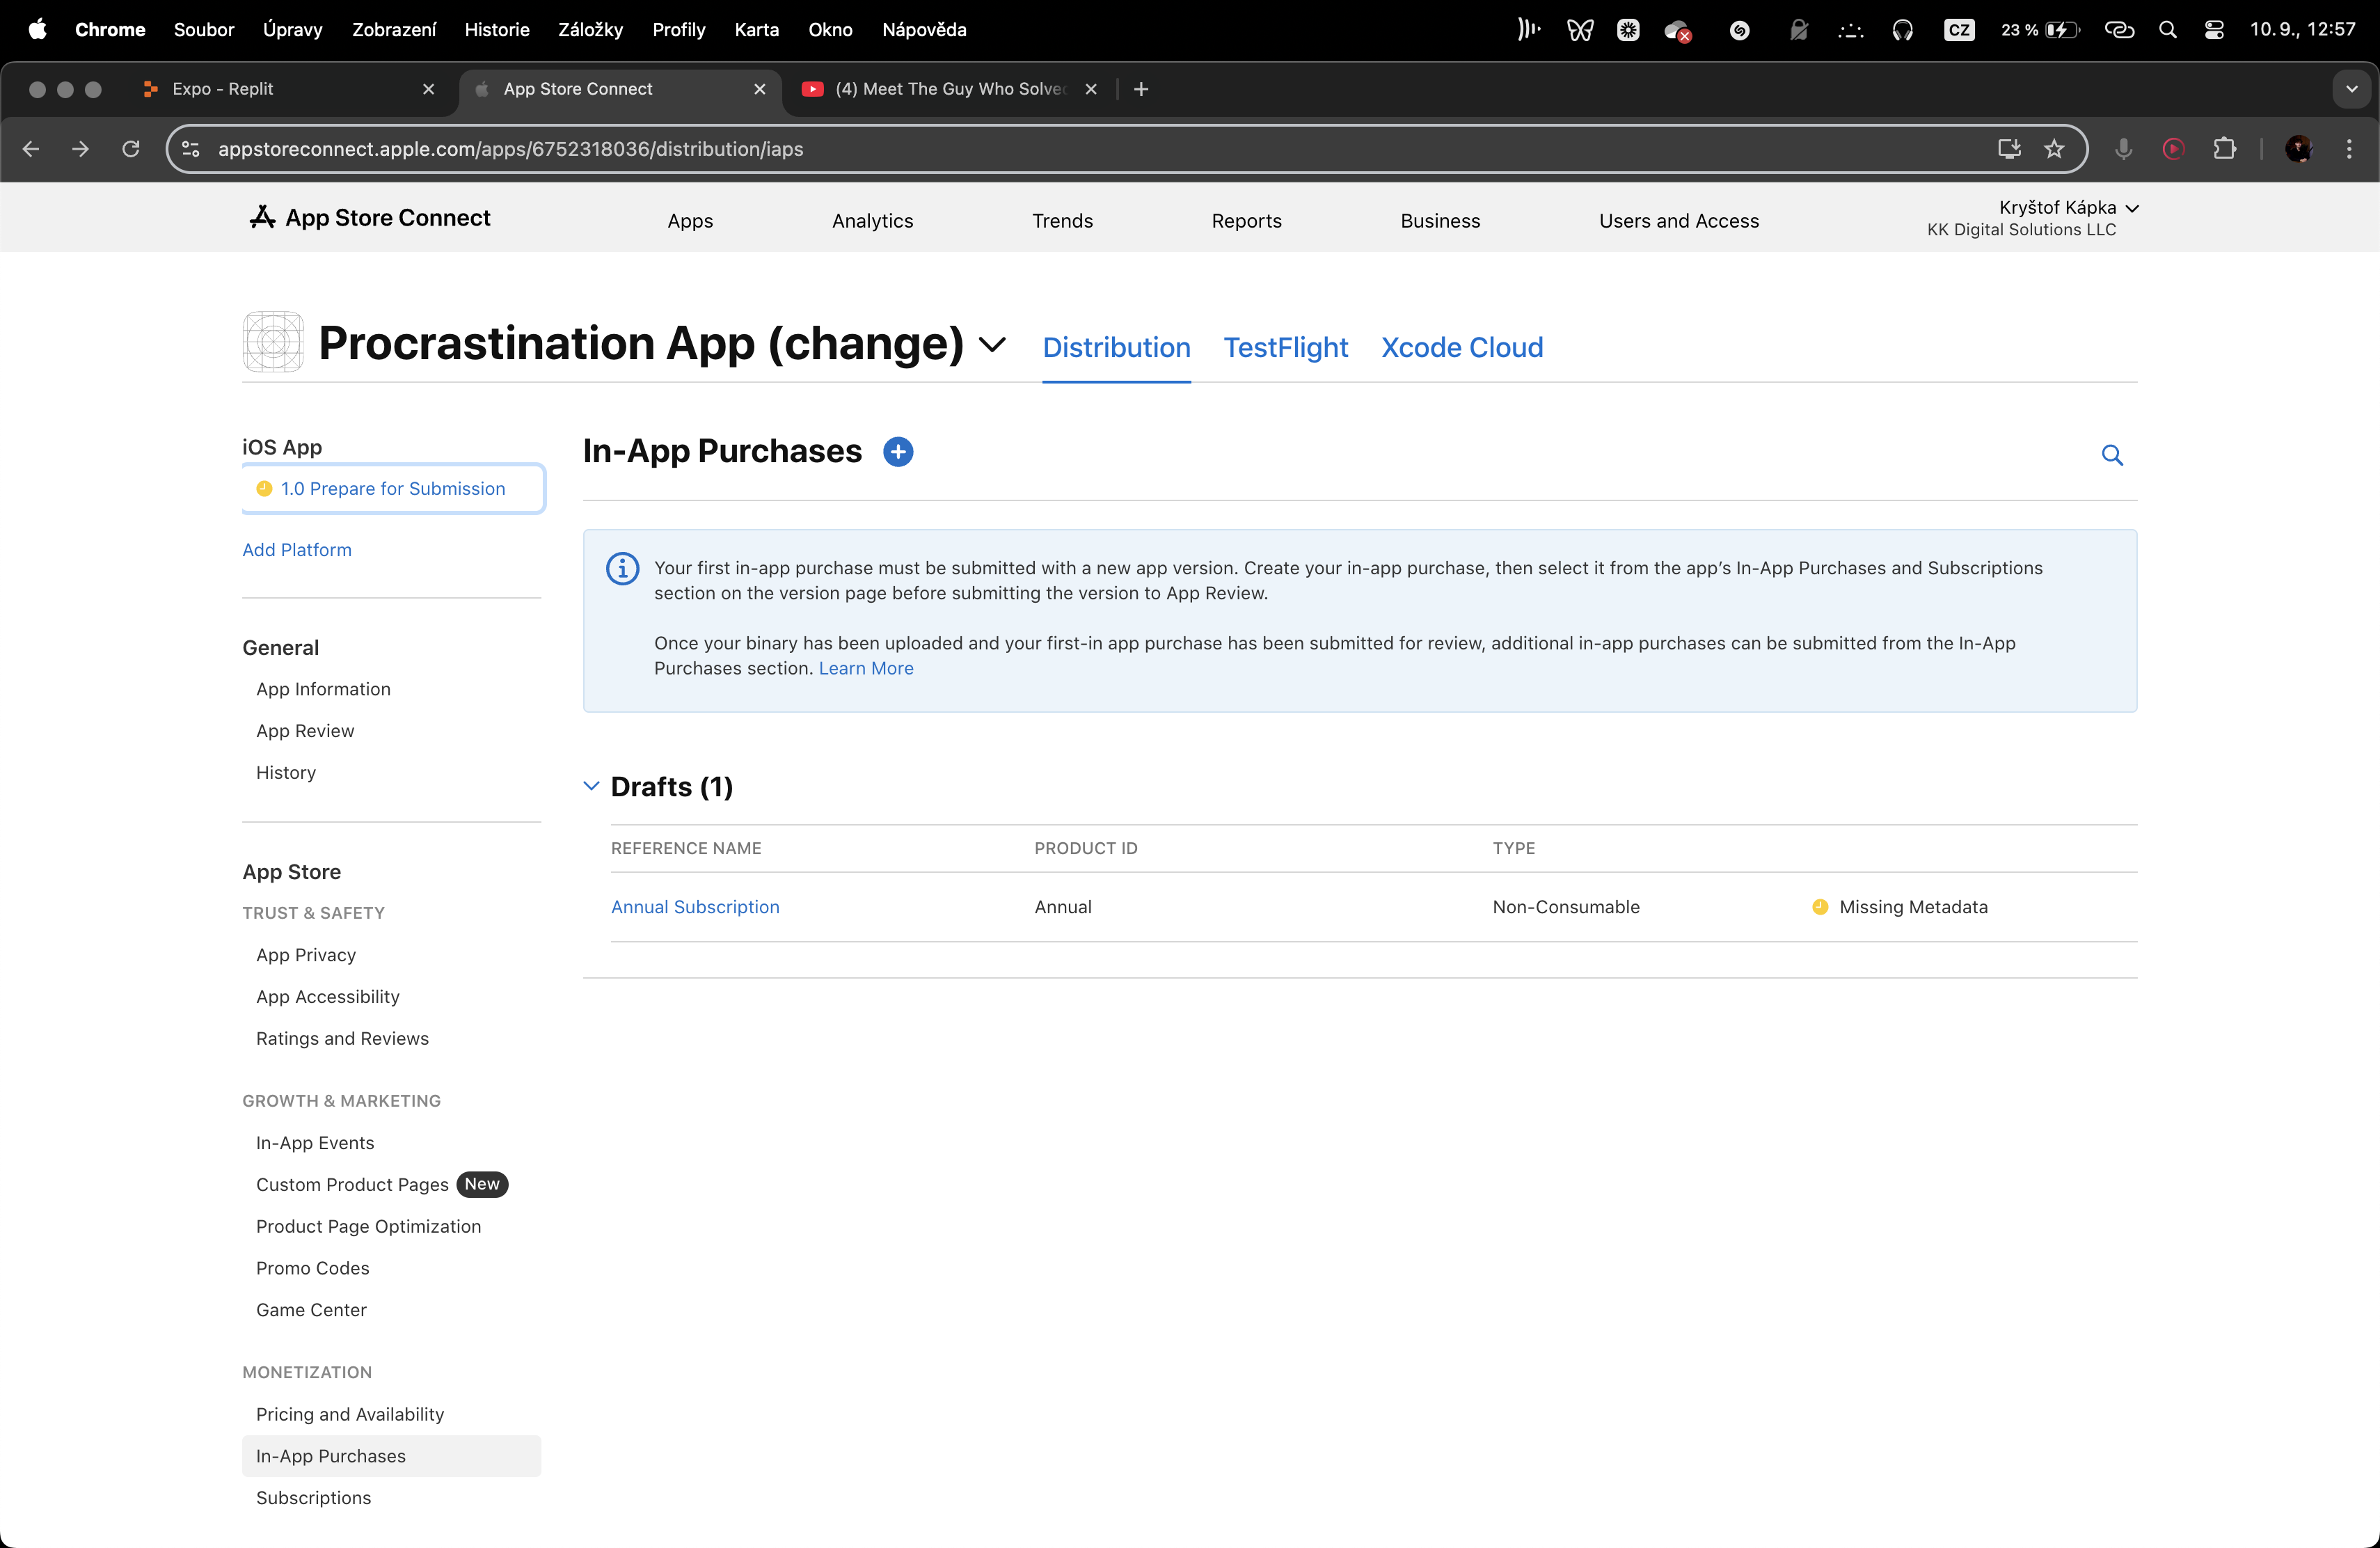 Chrome Soubor Úpravy Zobrazení Historie Záložky Profily Karta Okno Nápověda CZ 23 % 10. 9., 12:57
Expo - Replit App Store Connect (4) Meet The Guy Who Solved
appstoreconnect.apple.com/apps/6752318036/distribution/iaps
App Store Connect Apps Analytics Trends Reports Business Users and Access Kryštof Kápka
KK Digital Solutions LLC
Procrastination App (change) Distribution TestFlight Xcode Cloud
iOS App
1.0 Prepare for Submission
Add Platform
General
App Information
App Review
History
App Store
TRUST & SAFETY
App Privacy
App Accessibility
Ratings and Reviews
GROWTH & MARKETING
In-App Events
Custom Product Pages New
Product Page Optimization
Promo Codes
Game Center
MONETIZATION
Pricing and Availability
In-App Purchases
Subscriptions
In-App Purchases
Your first in-app purchase must be submitted with a new app version. Create your in-app purchase, then select it from the app’s In-App Purchases and Subscriptions
section on the version page before submitting the version to App Review.
Once your binary has been uploaded and your first-in app purchase has been submitted for review, additional in-app purchases can be submitted from the In-App
Purchases section. Learn More
Drafts (1)
REFERENCE NAME PRODUCT ID TYPE
Annual Subscription Annual Non-Consumable Missing Metadata